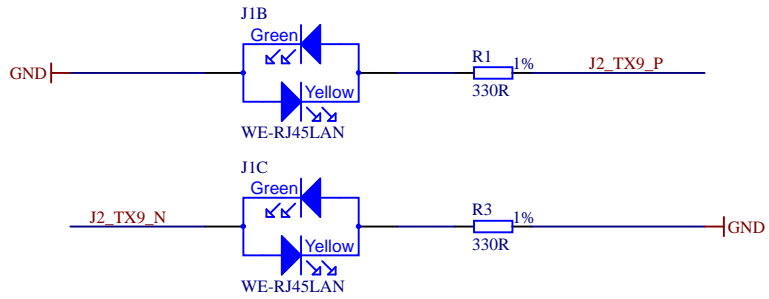 J1B
Green
R1
1%
J2_TX9_P
GND
Yellow
330R
WE-RJ45LAN
J1C
Green
R3
1%
J2_TX9_N
GND
Yellow
330R
WE-RJ45LAN